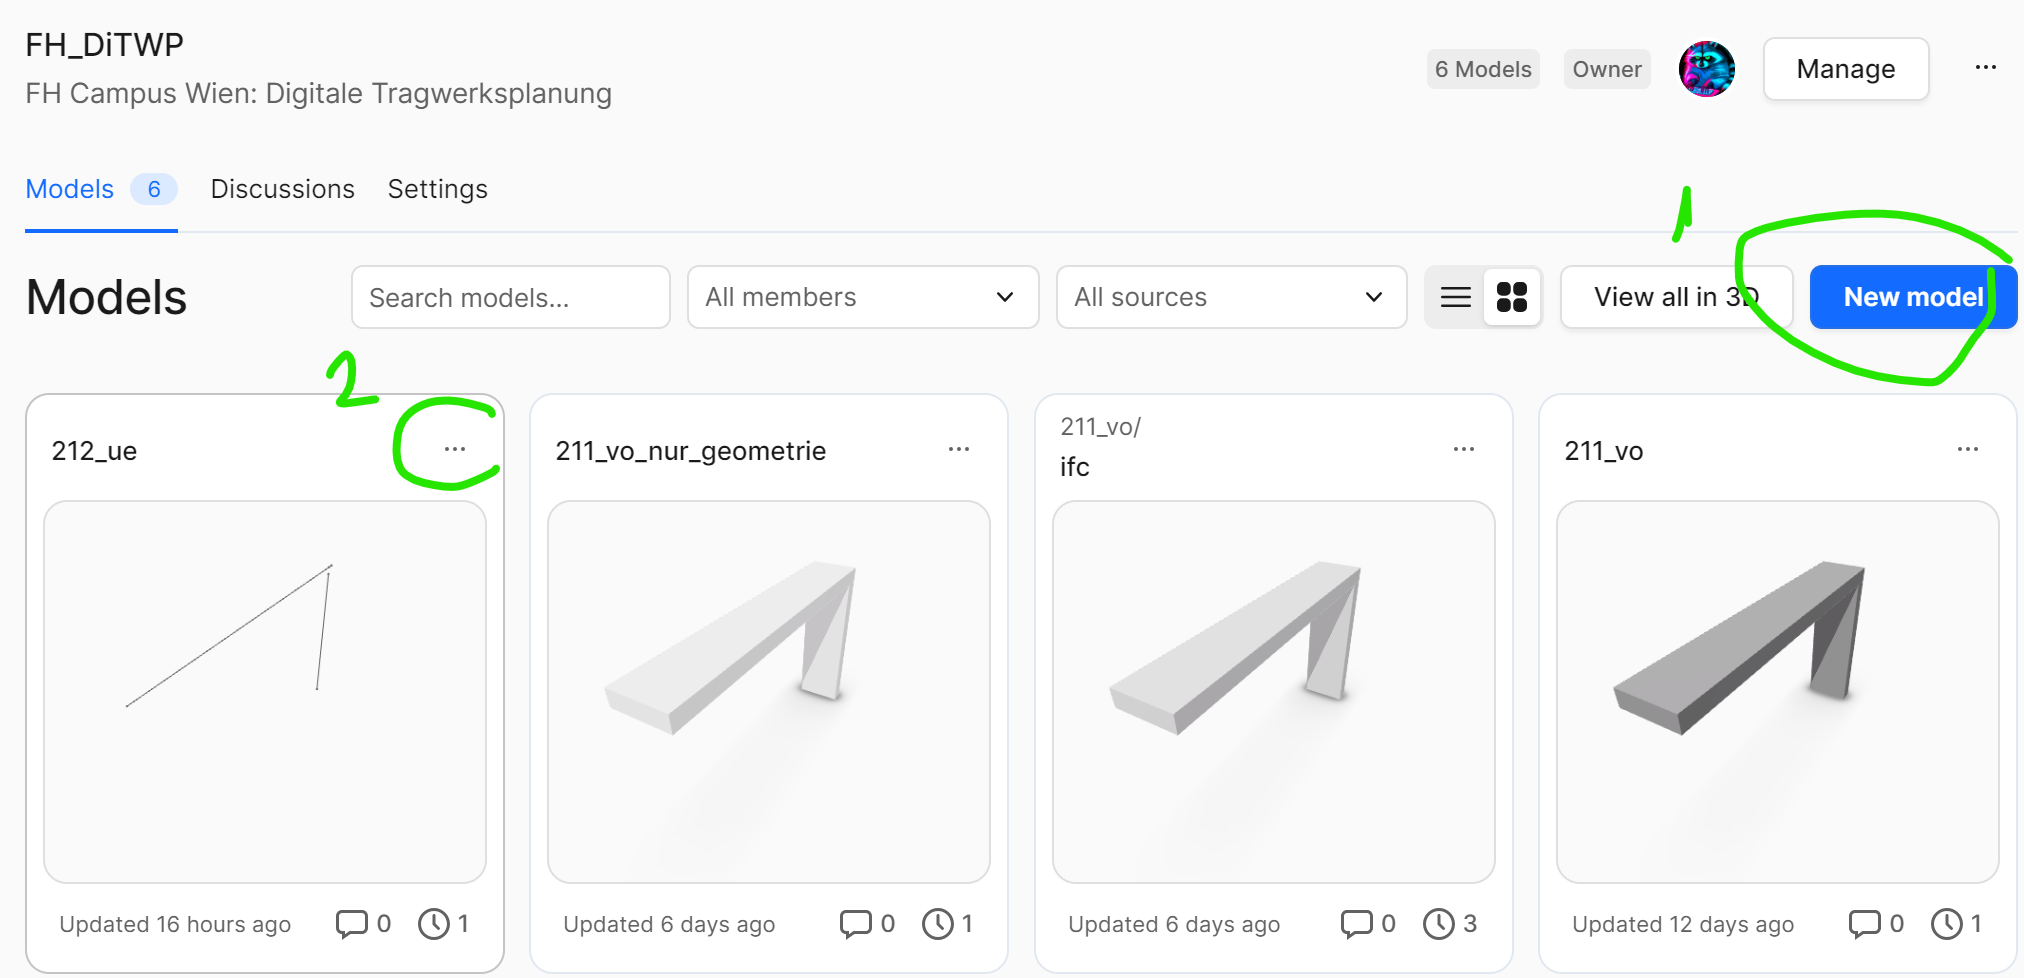 FH_DiTWP
FH Campus Wien: Digitale Tragwerksplanung
6 Models
Owner
Manage
Models 6
Discussions
Settings
1
Models
Search models...
All members
All sources
View all in 3D
New model
2
212_ue
211_vo_nur_geometrie
211_vo/
ifc
211_vo
Updated 16 hours ago 0 1
Updated 6 days ago 0 1
Updated 6 days ago 0 3
Updated 12 days ago 0 1